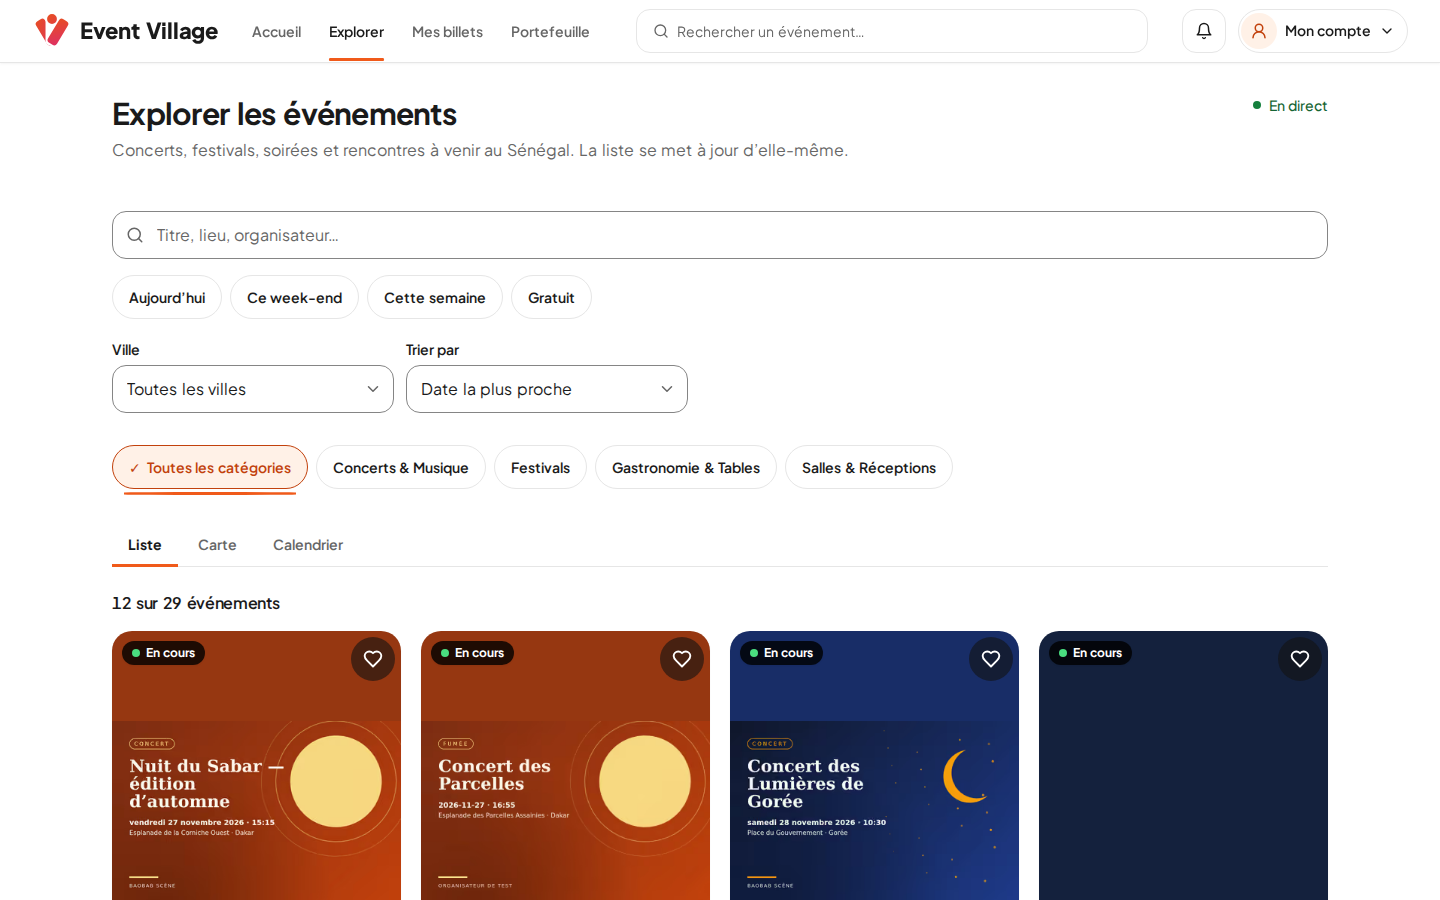 Event Village
Accueil
Explorer
Mes billets
Portefeuille
Rechercher un événement…
Mon compte
Explorer les événements
En direct
Concerts, festivals, soirées et rencontres à venir au Sénégal. La liste se met à jour d’elle-même.
Titre, lieu, organisateur…
Aujourd’hui
Ce week-end
Cette semaine
Gratuit
Ville
Trier par
Toutes les villes
Date la plus proche
✓ Toutes les catégories
Concerts & Musique
Festivals
Gastronomie & Tables
Salles & Réceptions
Liste
Carte
Calendrier
12 sur 29 événements
En cours
CONCERT
Nuit du Sabar —
édition
d’automne
vendredi 27 novembre 2026 · 15:15
Esplanade de la Corniche Ouest · Dakar
BAOBAB SCÈNE
En cours
FUMÉE
Concert des
Parcelles
2026-11-27 · 16:55
Esplanade des Parcelles Assainies · Dakar
ORGANISATEUR DE TEST
En cours
CONCERT
Concert des
Lumières de
Gorée
samedi 28 novembre 2026 · 10:30
Place du Gouvernement · Gorée
BAOBAB SCÈNE
En cours